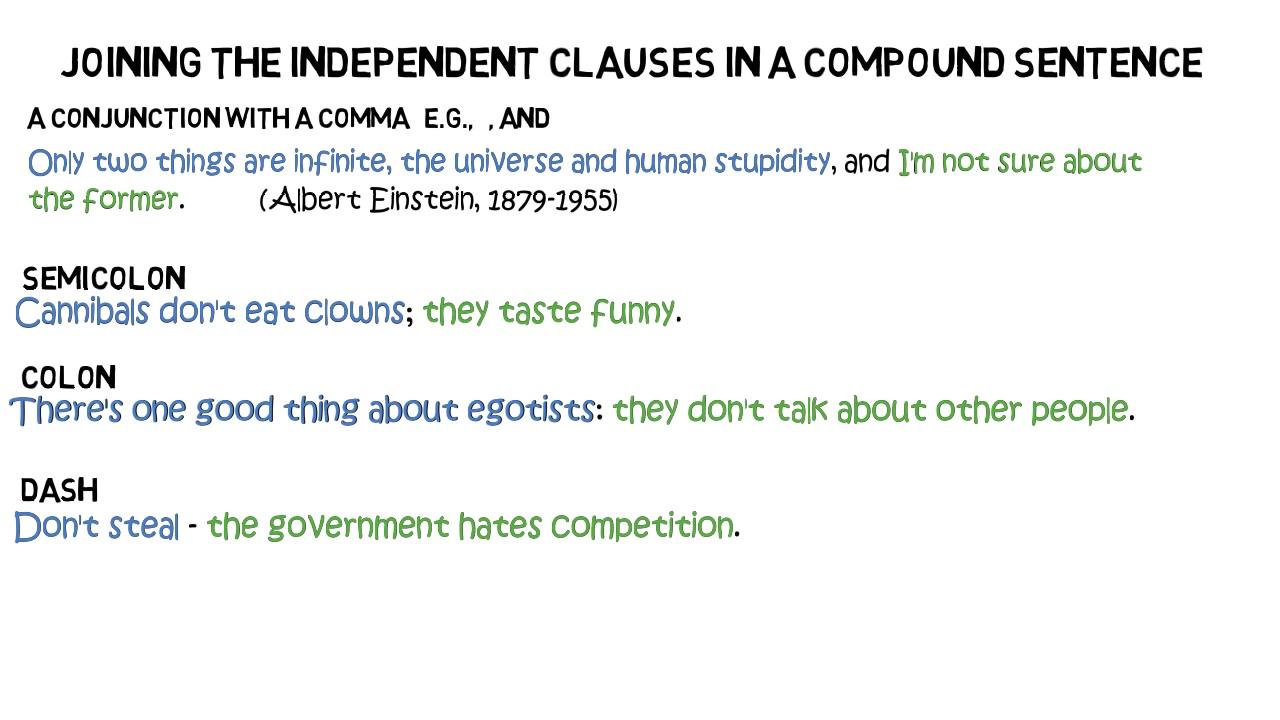 JOINING THE INDEPENDENT CLAUSES IN A COMPOUND SENTENCE
A CONJUNCTION WITH A COMMA E.G., , AND
Only two things are infinite, the universe and human stupidity, and I'm not sure about
the former. (Albert Einstein, 1879-1955)
SEMICOLON
Cannibals don't eat clowns; they taste funny.
COLON
There's one good thing about egotists: they don't talk about other people.
DASH
Don't steal - the government hates competition.